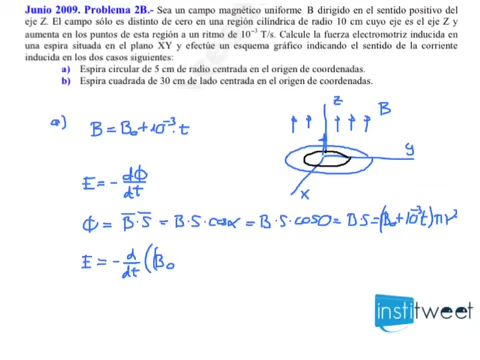 Junio 2009. Problema 2B.- Sea un campo magnético uniforme B dirigido en el sentido positivo del
eje Z. El campo sólo es distinto de cero en una región cilíndrica de radio 10 cm cuyo eje es el eje Z y
aumenta en los puntos de esta región a un ritmo de 10⁻³ T/s. Calcule la fuerza electromotriz inducida en
una espira situada en el plano XY y efectúe un esquema gráfico indicando el sentido de la corriente
inducida en los dos casos siguientes:
a) Espira circular de 5 cm de radio centrada en el origen de coordenadas.
b) Espira cuadrada de 30 cm de lado centrada en el origen de coordenadas.
a) B = B₀ + 10⁻³·t
Z
B
y
x
E = - dΦ/dt
Φ = B̄·S̄ = B·S·cosα = B·S·cos0 = B·S = (B₀ + 10⁻³t)πr²
E = - d/dt (B₀
institweet